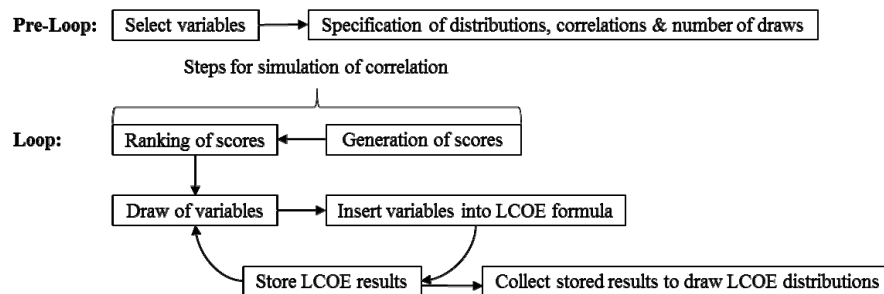 Pre-Loop: Select variables Specification of distributions, correlations & number of draws
Steps for simulation of correlation
Loop: Ranking of scores Generation of scores
Draw of variables Insert variables into LCOE formula
Store LCOE results Collect stored results to draw LCOE distributions